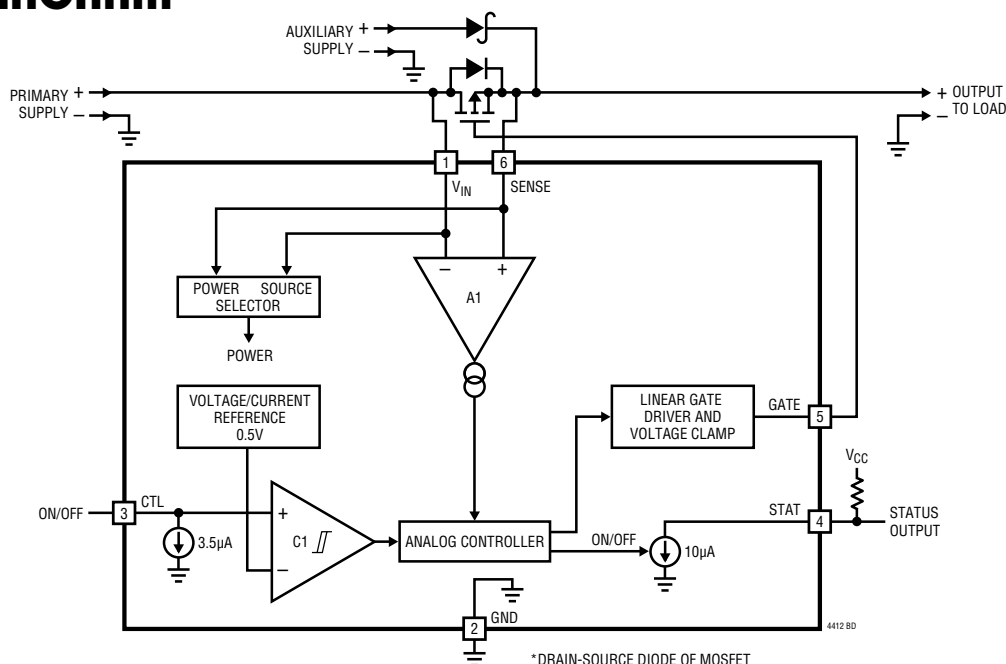 AUXILIARY +
SUPPLY –
PRIMARY +
SUPPLY –
+ OUTPUT
TO LOAD
–
1
6
VIN
SENSE
– +
A1
POWER SOURCE
SELECTOR
POWER
VOLTAGE/CURRENT
REFERENCE
0.5V
LINEAR GATE
DRIVER AND
VOLTAGE CLAMP
GATE
5
VCC
ON/OFF
3
CTL
3.5µA
+
C1
–
ANALOG CONTROLLER
ON/OFF
10µA
STAT
4
STATUS
OUTPUT
2
GND
4412 BD
*DRAIN-SOURCE DIODE OF MOSFET